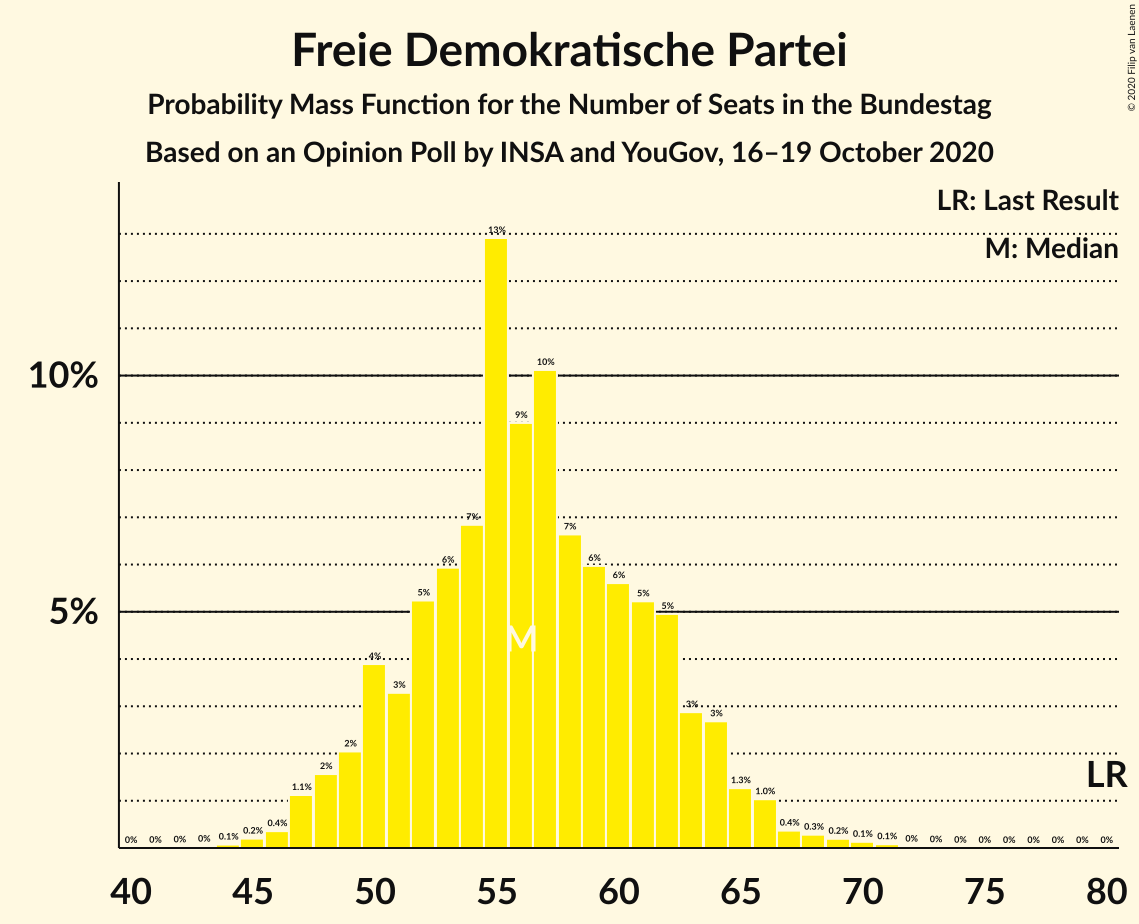 Freie Demokratische Partei
Probability Mass Function for the Number of Seats in the Bundestag
Based on an Opinion Poll by INSA and YouGov, 16–19 October 2020
© 2020 Filip van Laenen
LR: Last Result
M: Median
10%
5%
0% 0% 0% 0% 0.1% 0.2% 0.4% 1.1% 2% 2% 4% 3% 5% 6% 7% 13% 9% 10% 7% 6% 6% 5% 5% 3% 3% 1.3% 1.0% 0.4% 0.3% 0.2% 0.1% 0.1% 0% 0% 0% 0% 0% 0% 0% 0% 0%
M
LR
40 45 50 55 60 65 70 75 80